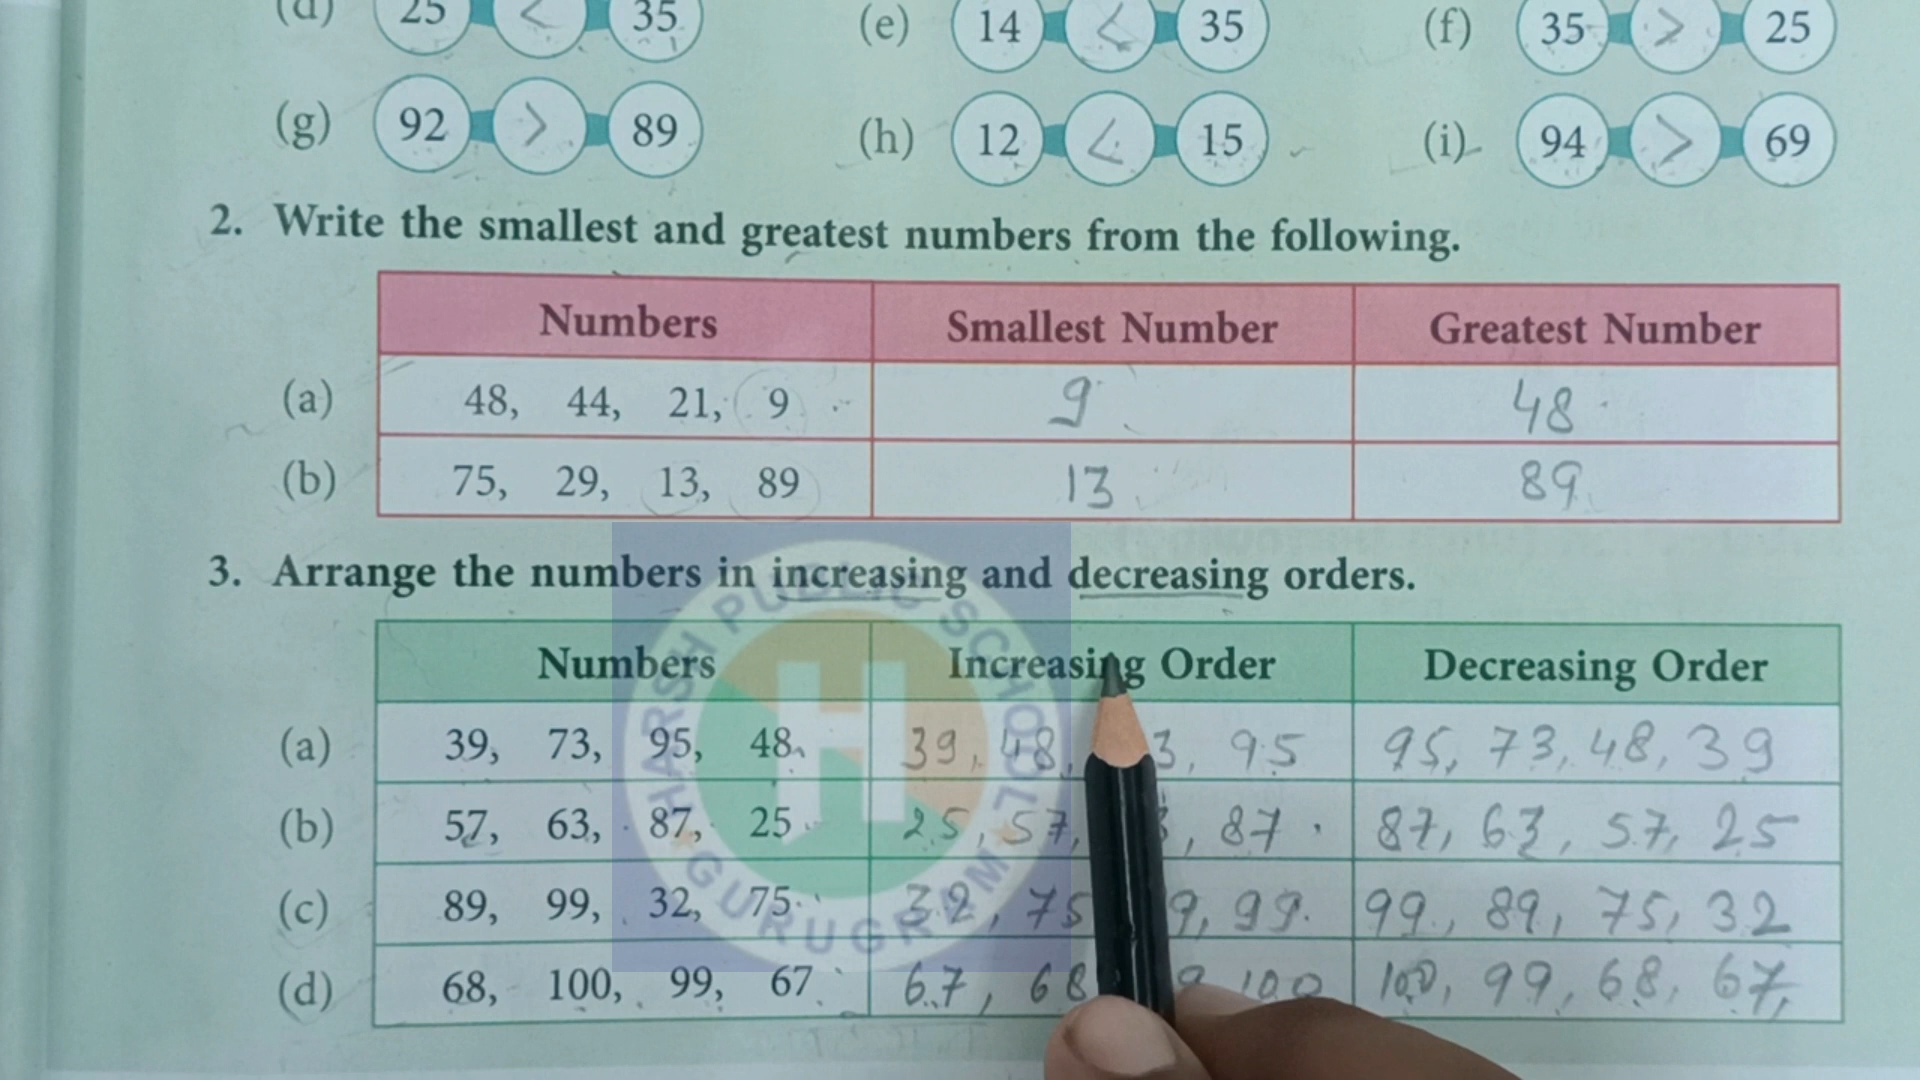 (d) 25 < 35 (e) 14 < 35 (f) 35 > 25
(g) 92 > 89 (h) 12 < 15 (i) 94 > 69
2. Write the smallest and greatest numbers from the following.
Numbers Smallest Number Greatest Number
(a) 48, 44, 21, 9 9 48
(b) 75, 29, 13, 89 13 89
3. Arrange the numbers in increasing and decreasing orders.
Numbers Increasing Order Decreasing Order
(a) 39, 73, 95, 48 39, 48, 3, 95 95, 73, 48, 39
(b) 57, 63, 87, 25 25, 57, 87 87, 63, 57, 25
(c) 89, 99, 32, 75 32, 75 9, 99 99, 89, 75, 32
(d) 68, 100, 99, 67 67, 68 9 100 100, 99, 68, 67,
HARSH PUBLIC SCHOOL
GURUGRAM
H